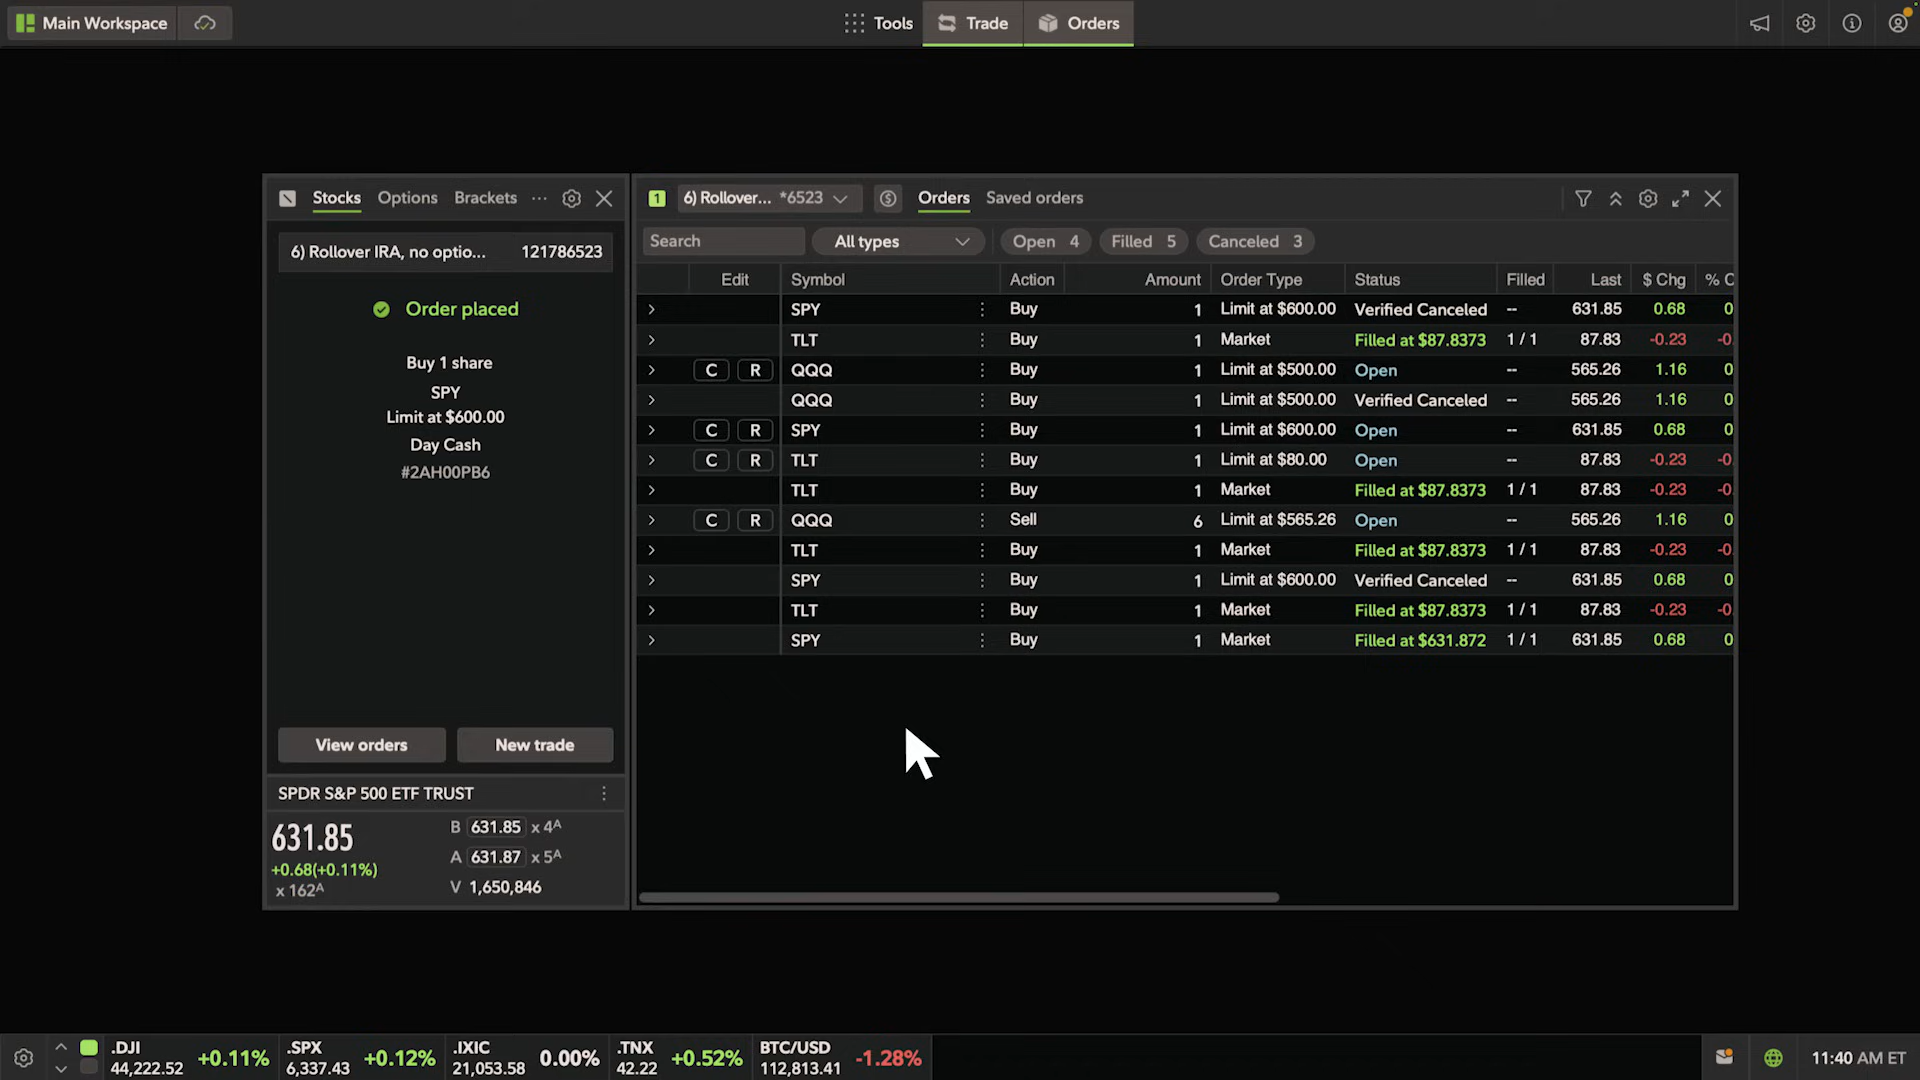 Main Workspace
Tools Trade Orders
Stocks Options Brackets
6) Rollover IRA, no optio... 121786523
Order placed
Buy 1 share
SPY
Limit at $600.00
Day Cash
#2AH00PB6
View orders New trade
SPDR S&P 500 ETF TRUST
631.85
+0.68(+0.11%)
x 162A
B 631.85 x 4A
A 631.87 x 5A
V 1,650,846
1 6) Rollover... *6523 Orders Saved orders
Search All types Open 4 Filled 5 Canceled 3
Edit Symbol Action Amount Order Type Status Filled Last $ Chg % C
SPY Buy 1 Limit at $600.00 Verified Canceled -- 631.85 0.68 0
TLT Buy 1 Market Filled at $87.8373 1 / 1 87.83 -0.23 -0.
C R QQQ Buy 1 Limit at $500.00 Open -- 565.26 1.16 0
QQQ Buy 1 Limit at $500.00 Verified Canceled -- 565.26 1.16 0
C R SPY Buy 1 Limit at $600.00 Open -- 631.85 0.68 0
C R TLT Buy 1 Limit at $80.00 Open -- 87.83 -0.23 -0.
TLT Buy 1 Market Filled at $87.8373 1 / 1 87.83 -0.23 -0.
C R QQQ Sell 6 Limit at $565.26 Open -- 565.26 1.16 0
TLT Buy 1 Market Filled at $87.8373 1 / 1 87.83 -0.23 -0.
SPY Buy 1 Limit at $600.00 Verified Canceled -- 631.85 0.68 0
TLT Buy 1 Market Filled at $87.8373 1 / 1 87.83 -0.23 -0.
SPY Buy 1 Market Filled at $631.872 1 / 1 631.85 0.68 0
.DJI 44,222.52 +0.11%
.SPX 6,337.43 +0.12%
.IXIC 21,053.58 0.00%
.TNX 42.22 +0.52%
BTC/USD 112,813.41 -1.28%
11:40 AM ET